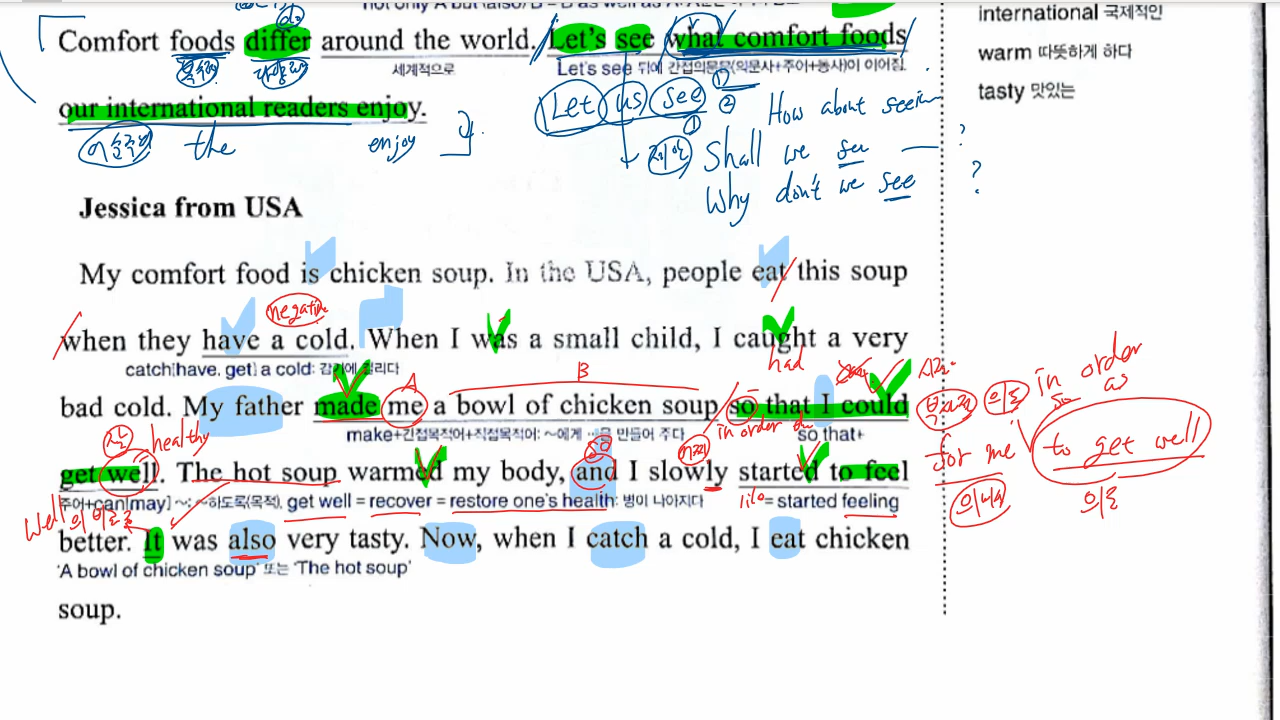 international 국제적인
Comfort foods differ around the world. Let's see what comfort foods
세계적으로 Let's see 뒤에 간접의문문(의문사+주어+동사)이 이어짐.
warm 따뜻하게 하다
tasty 맛있는
our international readers enjoy.
Let us see ① ② How about seein
the enjoy
Shall we see ?
Why don't we see ?
Jessica from USA
My comfort food is chicken soup. In the USA, people eat this soup
negative
when they have a cold. When I was a small child, I caught a very
catch[have, get] a cold: 감기에 걸리다
had
A B
in order
as
bad cold. My father made me a bowl of chicken soup so that I could
make+간접목적어+직접목적어: ~에게 …을 만들어 주다 so that+
healthy so in order
for me to get well
get well. The hot soup warmed my body, and I slowly started to feel
주어+can[may] ~: ~하도록(목적), get well = recover = restore one's health: 병이 나아지다 = started feeling
well
better. It was also very tasty. Now, when I catch a cold, I eat chicken
'A bowl of chicken soup' 또는 'The hot soup'
soup.